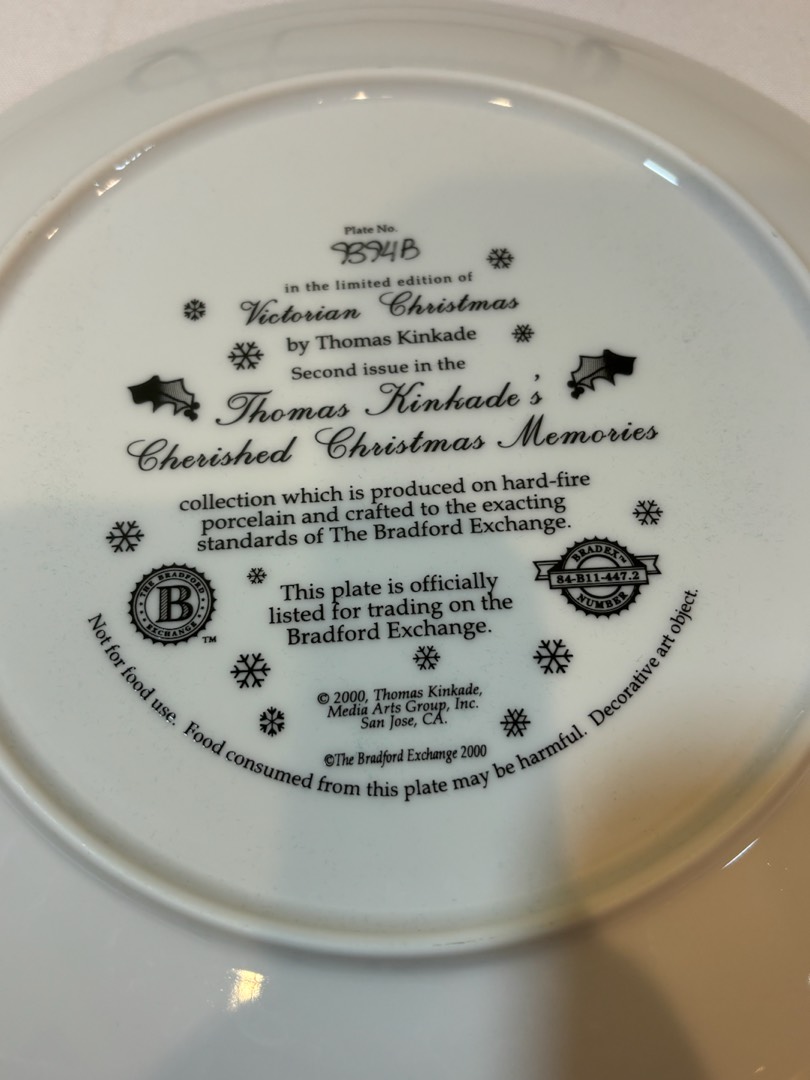 Plate No.
9394B
in the limited edition of
Victorian Christmas
by Thomas Kinkade
Second issue in the
Thomas Kinkade's
Cherished Christmas Memories
collection which is produced on hard-fire
porcelain and crafted to the exacting
standards of The Bradford Exchange.
THE BRADFORD
B
EXCHANGE
TM
This plate is officially
listed for trading on the
Bradford Exchange.
BRADEX™
84-B11-447.2
NUMBER
© 2000, Thomas Kinkade,
Media Arts Group, Inc.
San Jose, CA.
©The Bradford Exchange 2000
Not for food use. Food consumed from this plate may be harmful. Decorative art object.